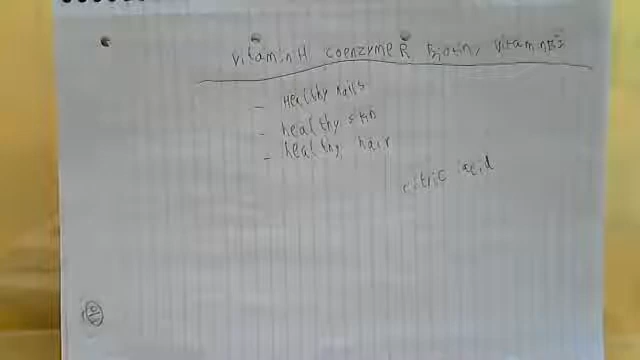 Vitamin H coenzyme R Biotin, vitamin B7
- Healthy nails
- healthy skin
- healthy hair
citric acid